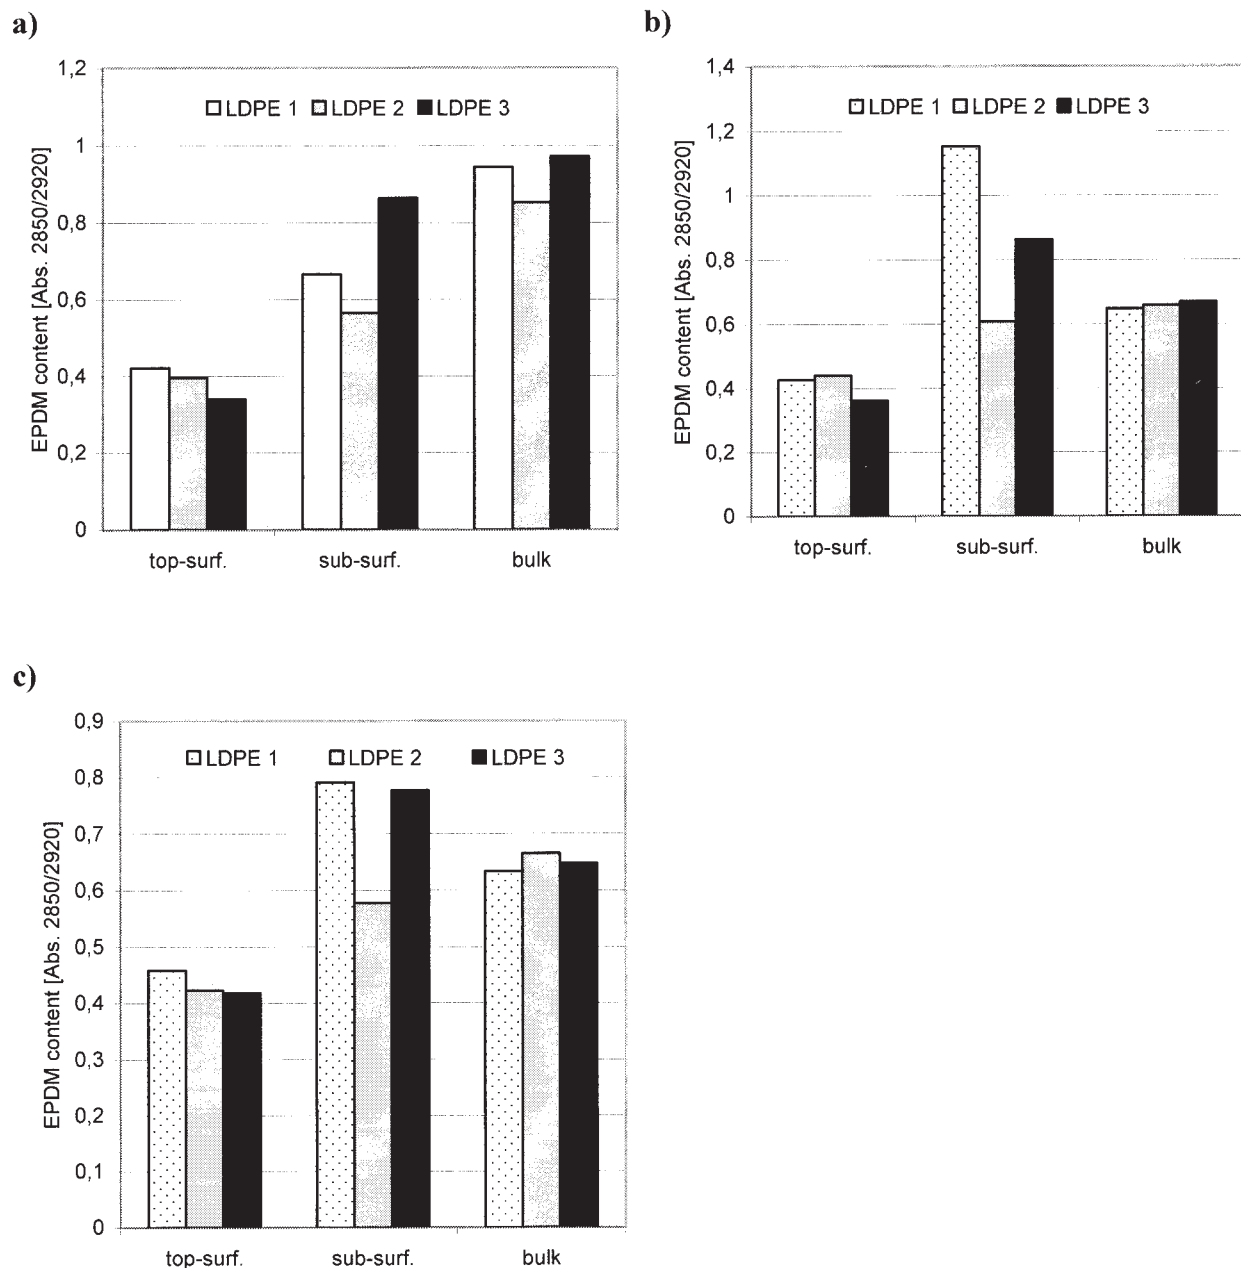 a)
1,2
LDPE 1 LDPE 2 LDPE 3
1
0,8
0,6
0,4
0,2
0
EPDM content [Abs. 2850/2920]
top-surf. sub-surf. bulk
b)
1,4
LDPE 1 LDPE 2 LDPE 3
1,2
1
0,8
0,6
0,4
0,2
0
EPDM content [Abs. 2850/2920]
top-surf. sub-surf. bulk
c)
0,9
LDPE 1 LDPE 2 LDPE 3
0,8
0,7
0,6
0,5
0,4
0,3
0,2
0,1
0
EPDM content [Abs. 2850/2920]
top-surf. sub-surf. bulk